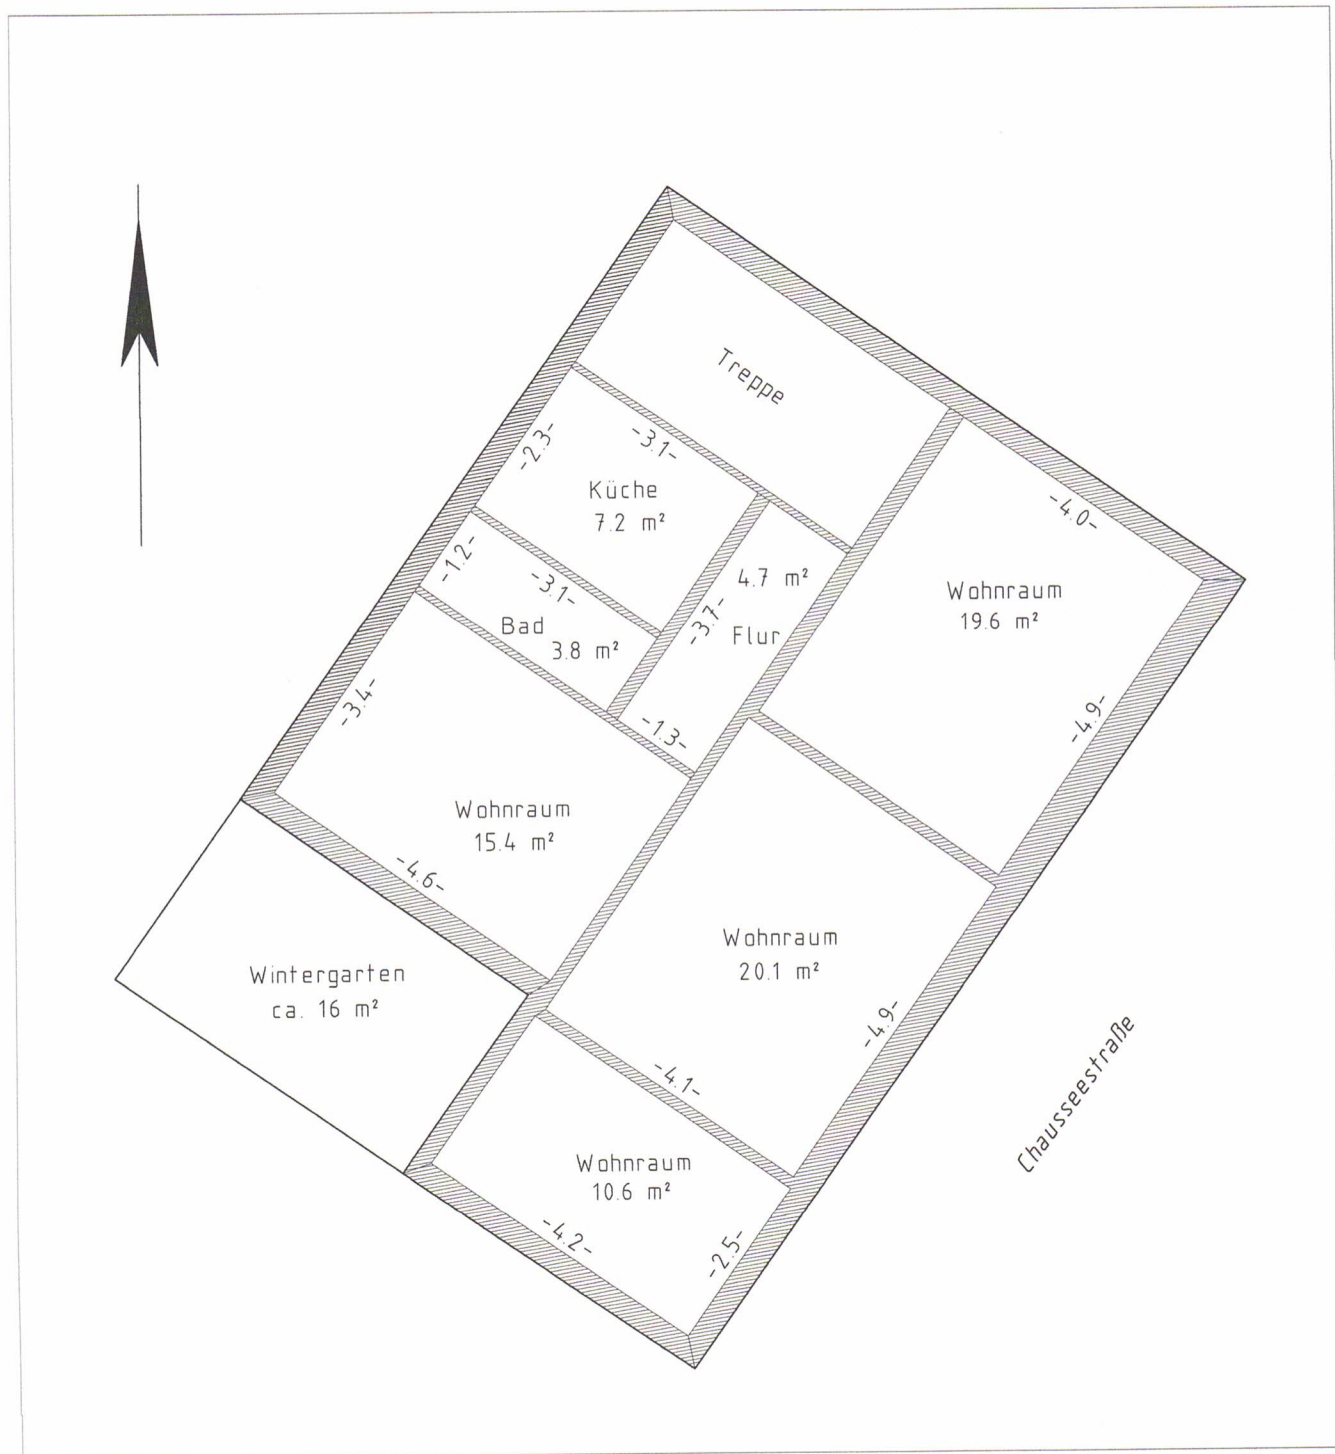 Treppe
-3.1-
-2.3-
Küche
7.2 m²
-4.0-
Wohnraum
19.6 m²
-4.9-
4.7 m²
-3.7-
Flur
-1.3-
-1.2-
-3.1-
Bad
3.8 m²
-3.4-
Wohnraum
15.4 m²
-4.6-
Wohnraum
20.1 m²
-4.9-
-4.1-
Wintergarten
ca. 16 m²
Chausseestraße
Wohnraum
10.6 m²
-4.2-
-2.5-